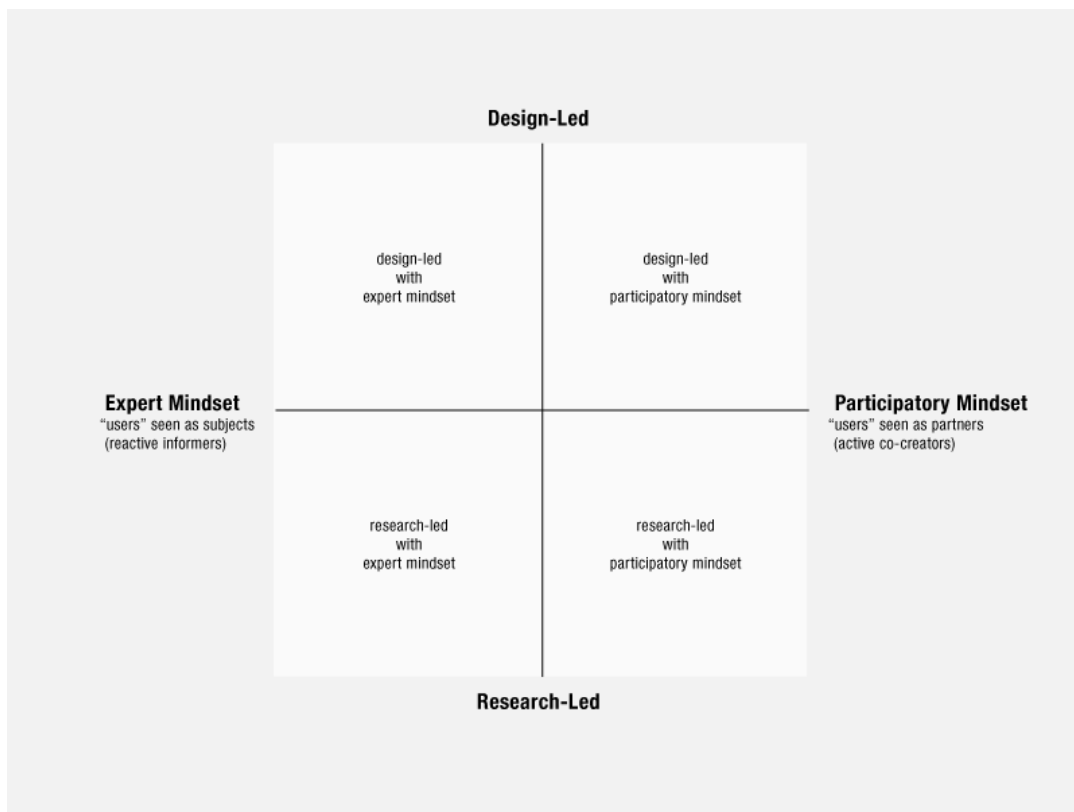 Design-Led
design-led
with
expert mindset
design-led
with
participatory mindset
Expert Mindset
“users” seen as subjects
(reactive informers)
Participatory Mindset
“users” seen as partners
(active co-creators)
research-led
with
expert mindset
research-led
with
participatory mindset
Research-Led